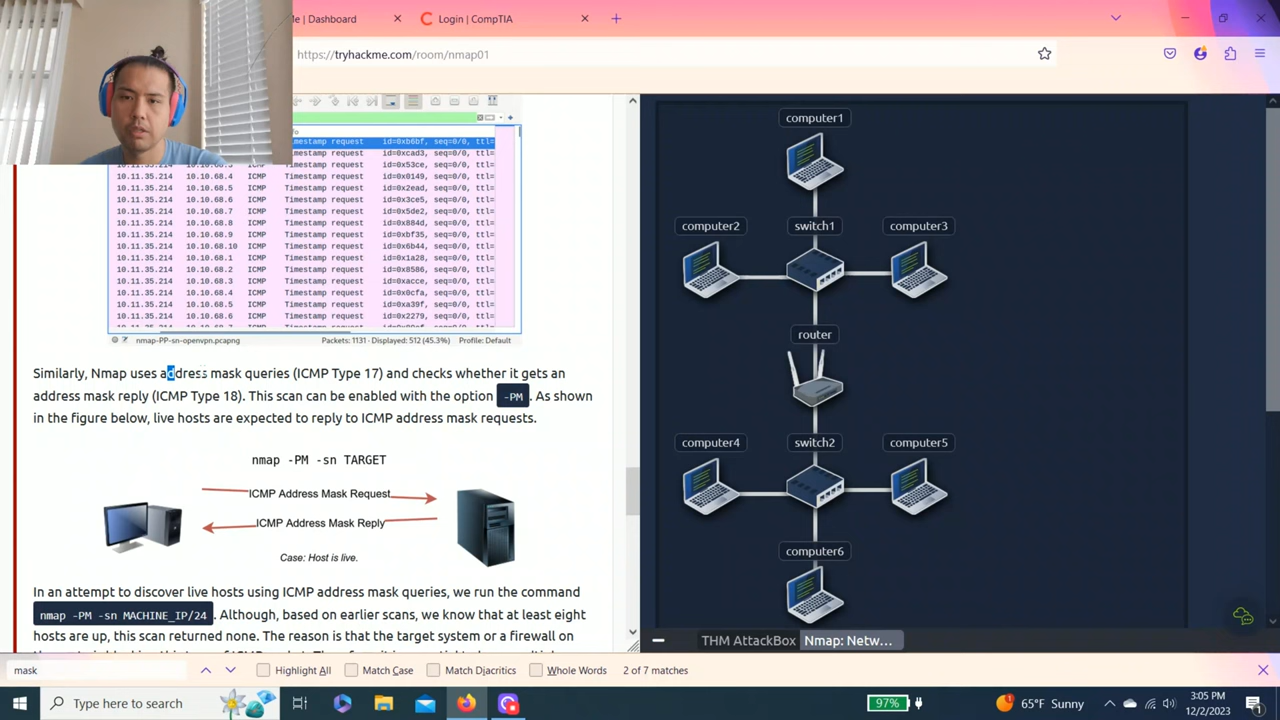 Me | Dashboard
Login | CompTIA
https://tryhackme.com/room/nmap01
Timestamp request id=0xb6bf, seq=0/0, ttl=
Timestamp request id=0xcad3, seq=0/0, ttl=
ICMP Timestamp request id=0x53ce, seq=0/0, ttl=
10.11.35.214 10.10.68.4 ICMP Timestamp request id=0x0149, seq=0/0, ttl=
10.11.35.214 10.10.68.5 ICMP Timestamp request id=0x2ead, seq=0/0, ttl=
10.11.35.214 10.10.68.6 ICMP Timestamp request id=0x3ce5, seq=0/0, ttl=
10.11.35.214 10.10.68.7 ICMP Timestamp request id=0x5de2, seq=0/0, ttl=
10.11.35.214 10.10.68.8 ICMP Timestamp request id=0x884d, seq=0/0, ttl=
10.11.35.214 10.10.68.9 ICMP Timestamp request id=0xbf35, seq=0/0, ttl=
10.11.35.214 10.10.68.10 ICMP Timestamp request id=0x6b44, seq=0/0, ttl=
10.11.35.214 10.10.68.1 ICMP Timestamp request id=0x1a28, seq=0/0, ttl=
10.11.35.214 10.10.68.2 ICMP Timestamp request id=0x8586, seq=0/0, ttl=
10.11.35.214 10.10.68.3 ICMP Timestamp request id=0xacce, seq=0/0, ttl=
10.11.35.214 10.10.68.4 ICMP Timestamp request id=0x0cfa, seq=0/0, ttl=
10.11.35.214 10.10.68.5 ICMP Timestamp request id=0xa39f, seq=0/0, ttl=
10.11.35.214 10.10.68.6 ICMP Timestamp request id=0x2279, seq=0/0, ttl=
nmap-PP-sn-openvpn.pcapng Packets: 1131 · Displayed: 512 (45.3%) Profile: Default
Similarly, Nmap uses address mask queries (ICMP Type 17) and checks whether it gets an
address mask reply (ICMP Type 18). This scan can be enabled with the option -PM . As shown
in the figure below, live hosts are expected to reply to ICMP address mask requests.
nmap -PM -sn TARGET
ICMP Address Mask Request
ICMP Address Mask Reply
Case: Host is live.
In an attempt to discover live hosts using ICMP address mask queries, we run the command
nmap -PM -sn MACHINE_IP/24 . Although, based on earlier scans, we know that at least eight
hosts are up, this scan returned none. The reason is that the target system or a firewall on
computer1
computer2
switch1
computer3
router
computer4
switch2
computer5
computer6
THM AttackBox
Nmap: Netw...
mask
Highlight All
Match Case
Match Diacritics
Whole Words
2 of 7 matches
Type here to search
97%
1
65°F Sunny
3:05 PM
12/2/2023
1